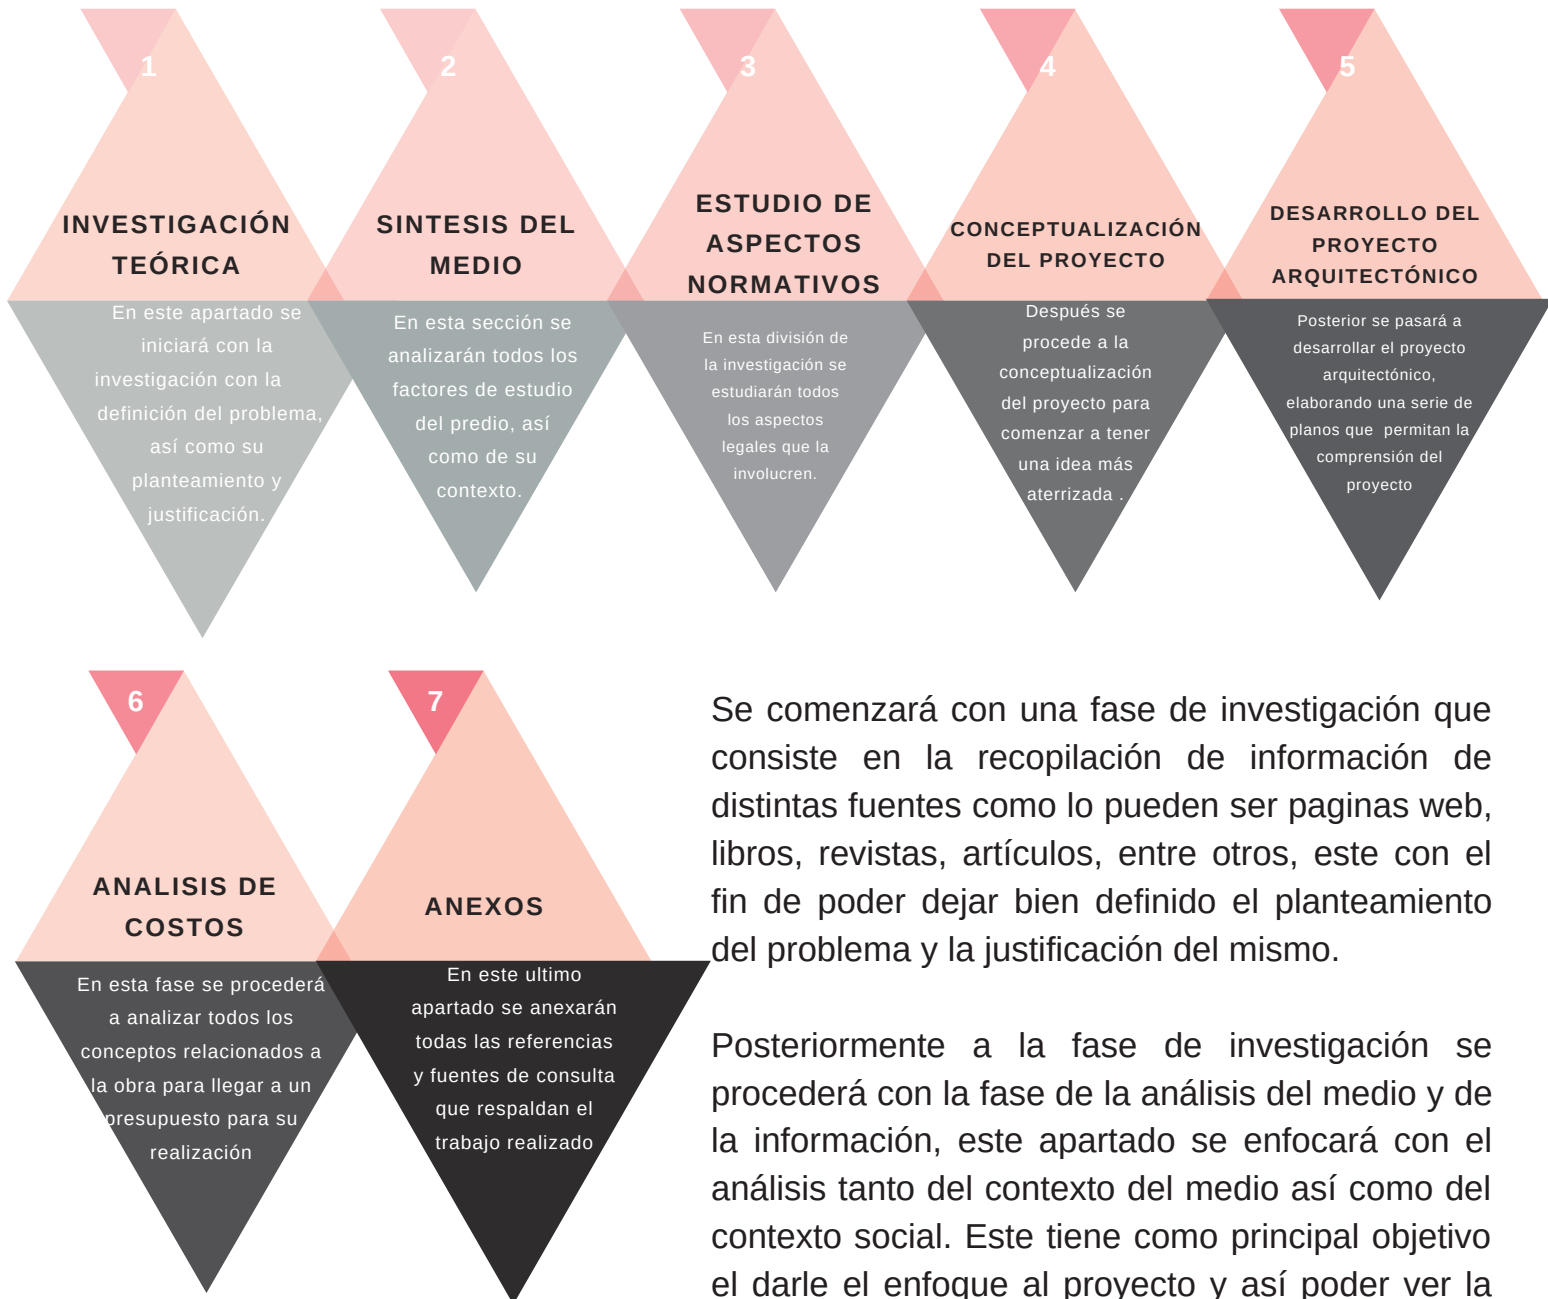 1
INVESTIGACIÓN
TEÓRICA
En este apartado se
iniciará con la
investigación con la
definición del problema,
así como su
planteamiento y
justificación.
2
SINTESIS DEL
MEDIO
En esta sección se
analizarán todos los
factores de estudio
del predio, así
como de su
contexto.
3
ESTUDIO DE
ASPECTOS
NORMATIVOS
En esta división de
la investigación se
estudiarán todos
los aspectos
legales que la
involucren.
4
CONCEPTUALIZACIÓN
DEL PROYECTO
Después se
procede a la
conceptualización
del proyecto para
comenzar a tener
una idea más
aterrizada .
5
DESARROLLO DEL
PROYECTO
ARQUITECTÓNICO
Posterior se pasará a
desarrollar el proyecto
arquitectónico,
elaborando una serie de
planos que permitan la
comprensión del
proyecto
6
ANALISIS DE
COSTOS
En esta fase se procederá
a analizar todos los
conceptos relacionados a
la obra para llegar a un
presupuesto para su
realización
7
ANEXOS
En este ultimo
apartado se anexarán
todas las referencias
y fuentes de consulta
que respaldan el
trabajo realizado
Se comenzará con una fase de investigación que
consiste en la recopilación de información de
distintas fuentes como lo pueden ser paginas web,
libros, revistas, artículos, entre otros, este con el
fin de poder dejar bien definido el planteamiento
del problema y la justificación del mismo.
Posteriormente a la fase de investigación se
procederá con la fase de la análisis del medio y de
la información, este apartado se enfocará con el
análisis tanto del contexto del medio así como del
contexto social. Este tiene como principal objetivo
el darle el enfoque al proyecto y así poder ver la